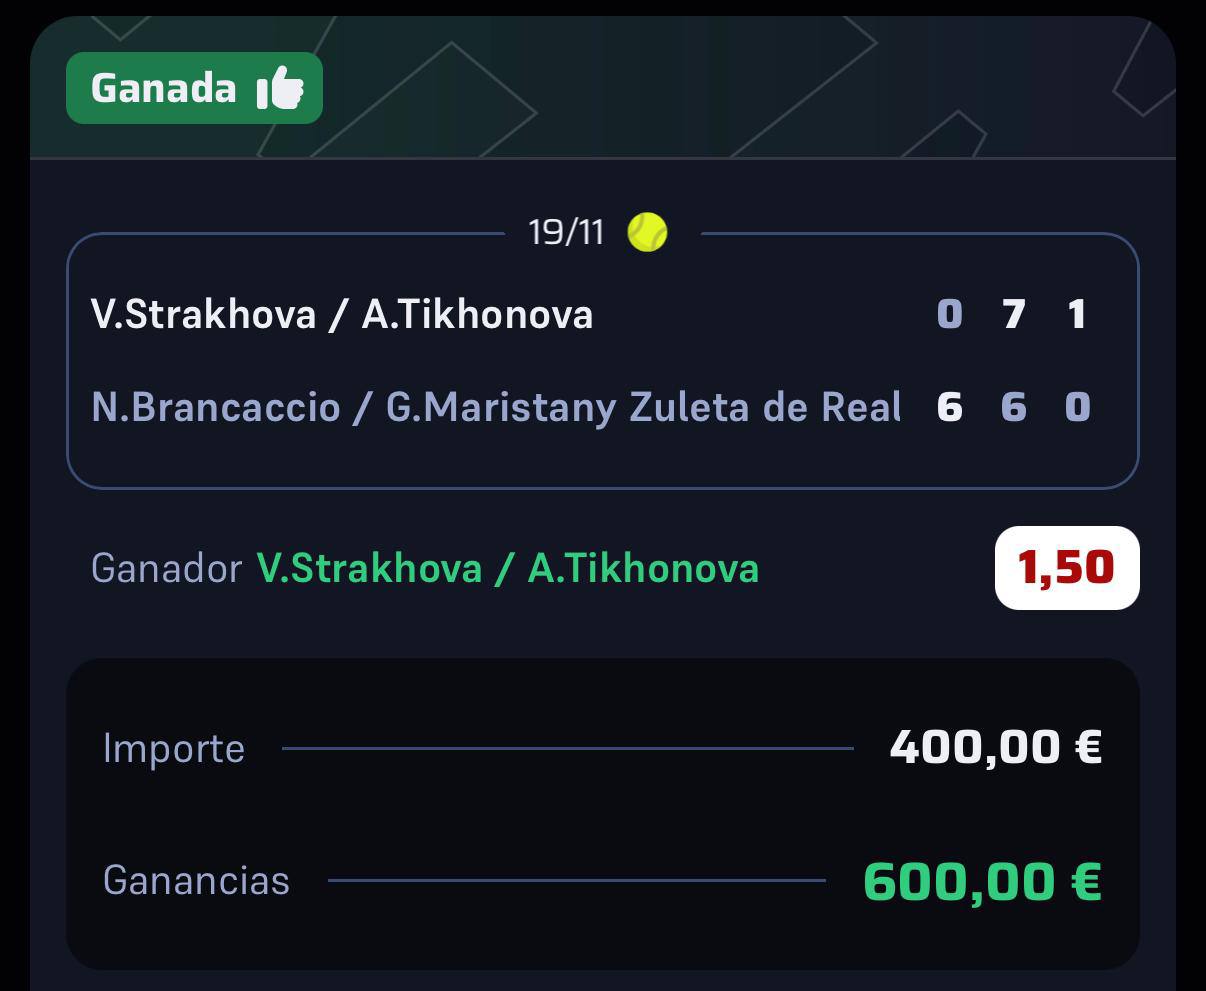 Ganada
19/11
V.Strakhova / A.Tikhonova 0 7 1
N.Brancaccio / G.Maristany Zuleta de Real 6 6 0
Ganador V.Strakhova / A.Tikhonova 1,50
Importe 400,00 €
Ganancias 600,00 €